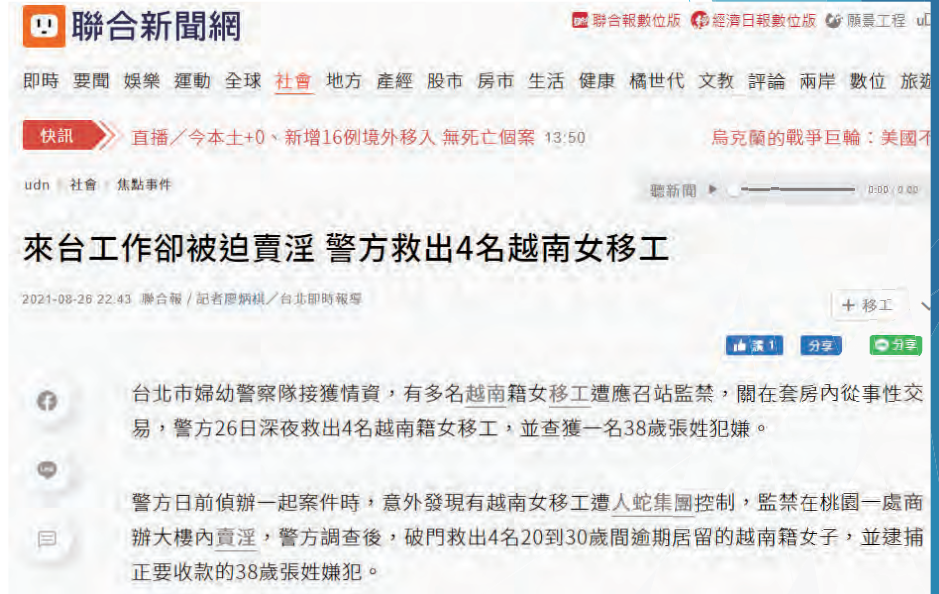 聯合新聞網
聯合報數位版 經濟日報數位版 願景工程
即時 要聞 娛樂 運動 全球 社會 地方 產經 股市 房市 生活 健康 橘世代 文教 評論 兩岸 數位 旅遊
快訊 直播／今本土+0、新增16例境外移入 無死亡個案 13:50 烏克蘭的戰爭巨輪：美國不
udn 社會 焦點事件 聽新聞 0:00 / 0:00
來台工作卻被迫賣淫 警方救出4名越南女移工
2021-08-26 22:43 聯合報 / 記者廖炳棋／台北即時報導
+ 移工
讚 1 分享 分享
台北市婦幼警察隊接獲情資，有多名越南籍女移工遭應召站監禁，關在套房內從事性交
易，警方26日深夜救出4名越南籍女移工，並查獲一名38歲張姓犯嫌。
警方日前偵辦一起案件時，意外發現有越南女移工遭人蛇集團控制，監禁在桃園一處商
辦大樓內賣淫，警方調查後，破門救出4名20到30歲間逾期居留的越南籍女子，並逮捕
正要收款的38歲張姓嫌犯。